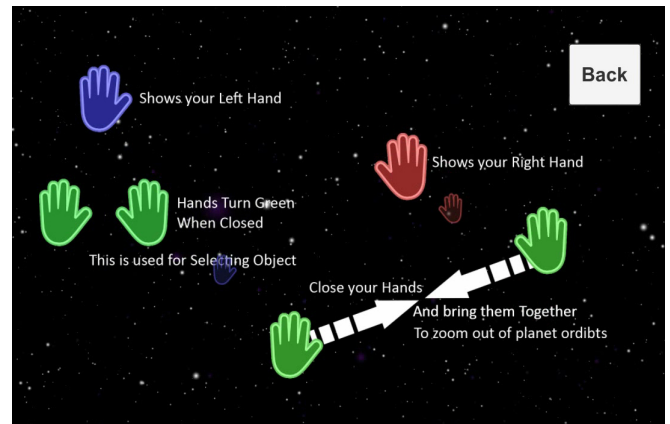 Back
Shows your Left Hand
Shows your Right Hand
Hands Turn Green
When Closed
This is used for Selecting Object
Close your Hands
And bring them Together
To zoom out of planet ordibts